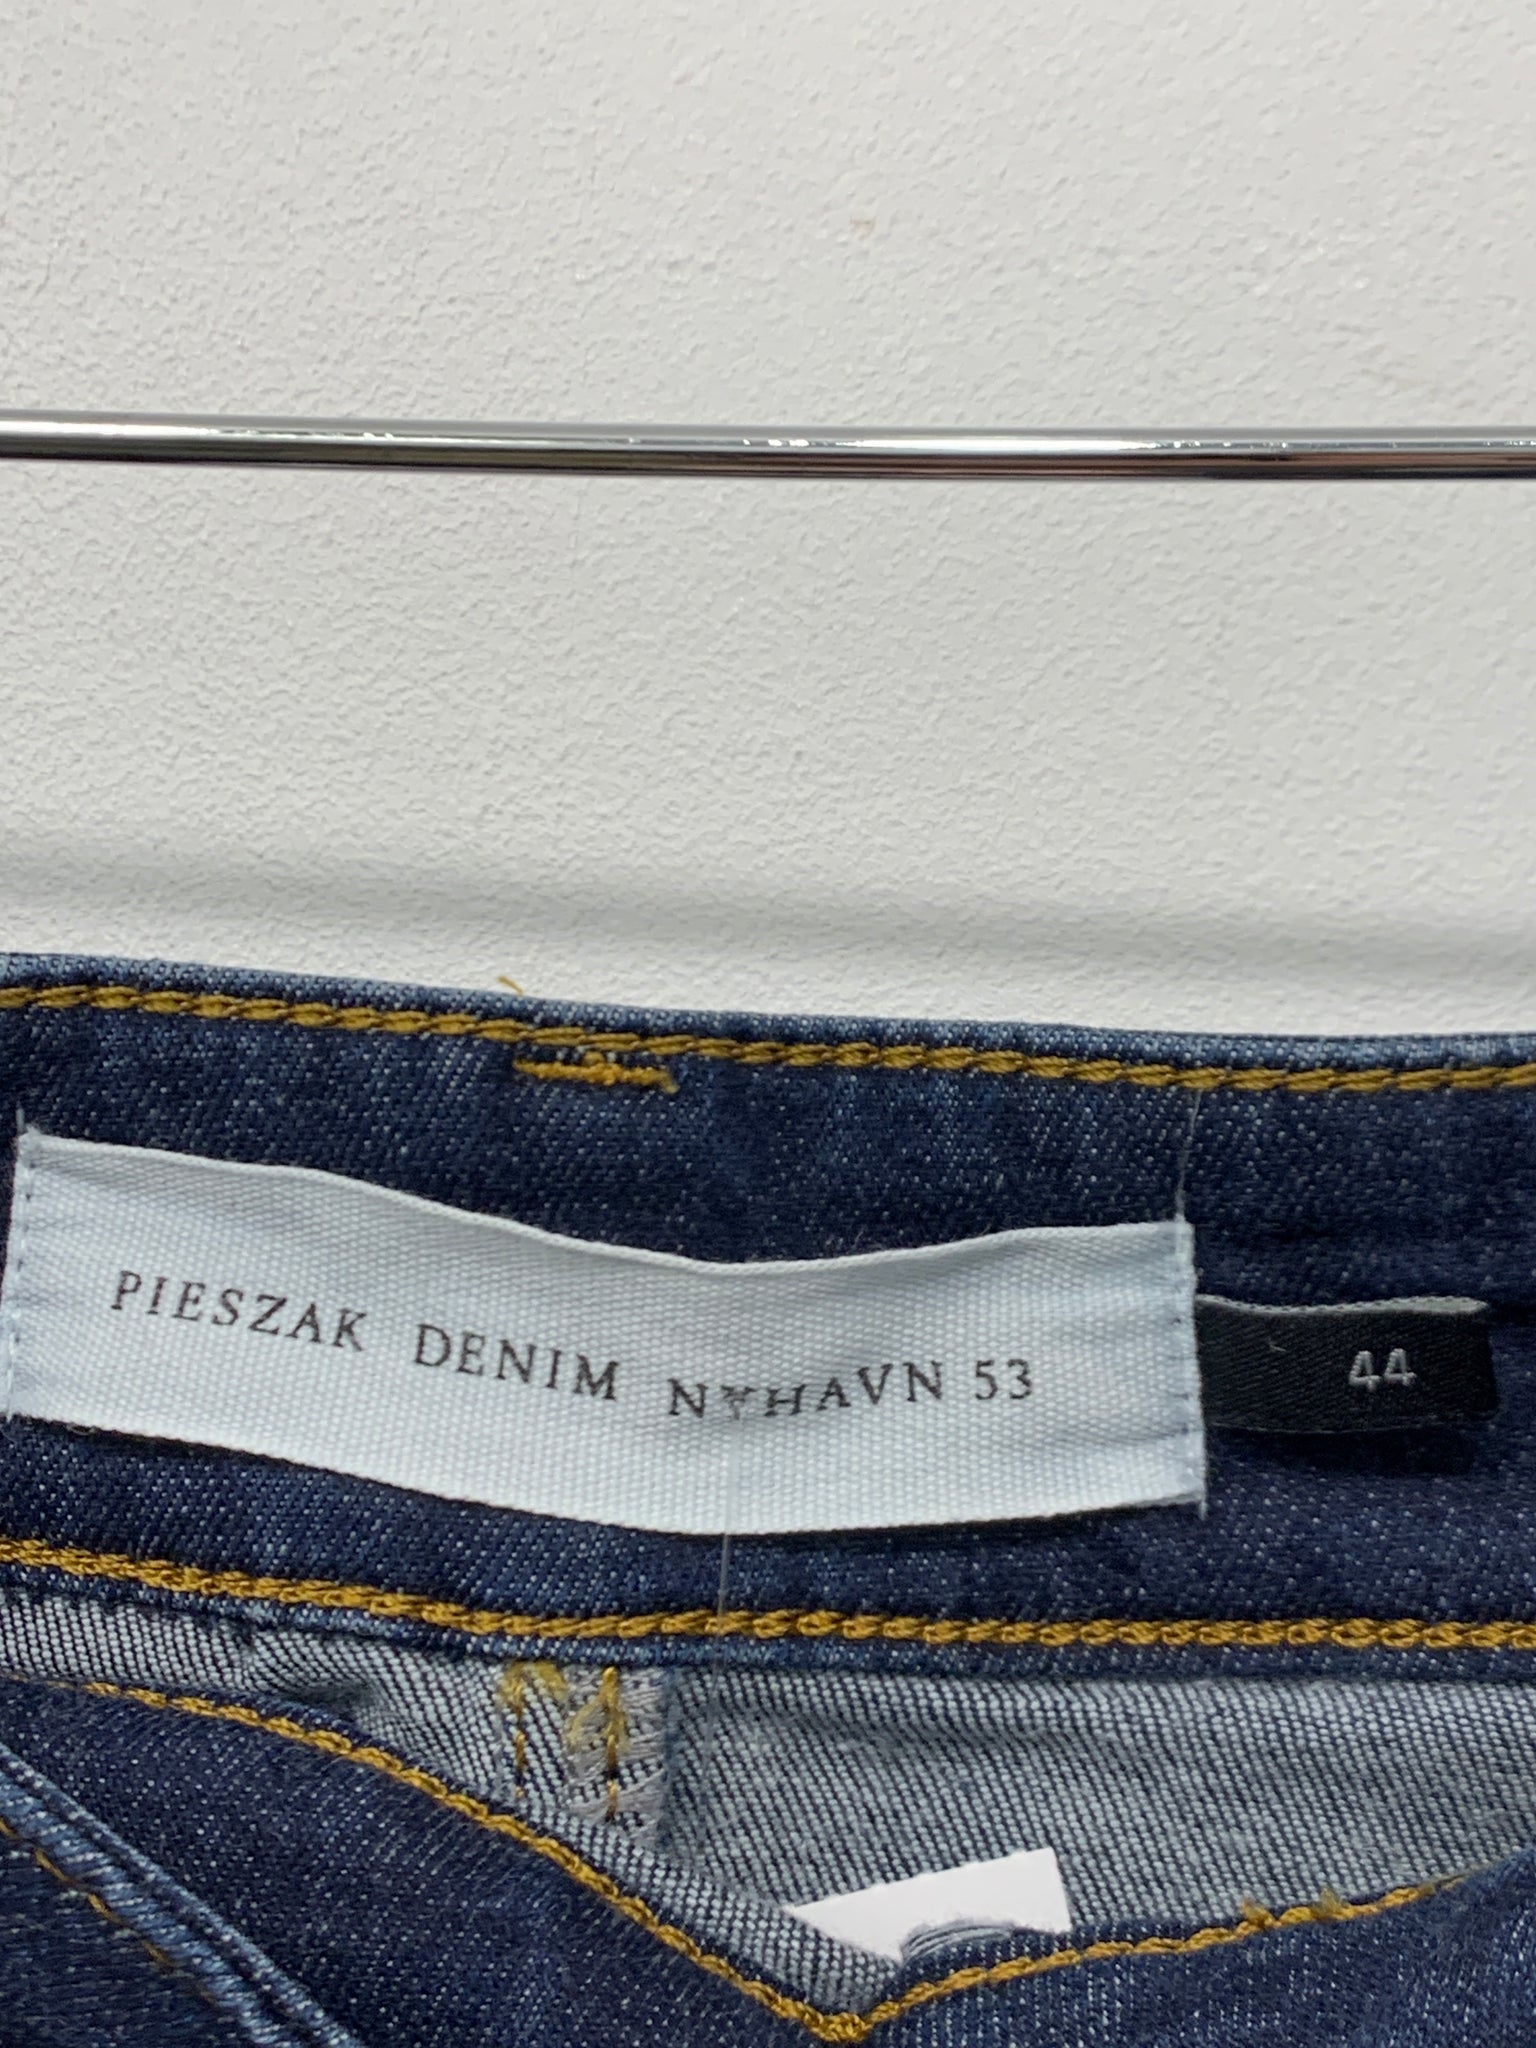 PIESZAK DENIM NYHAVN 53
44